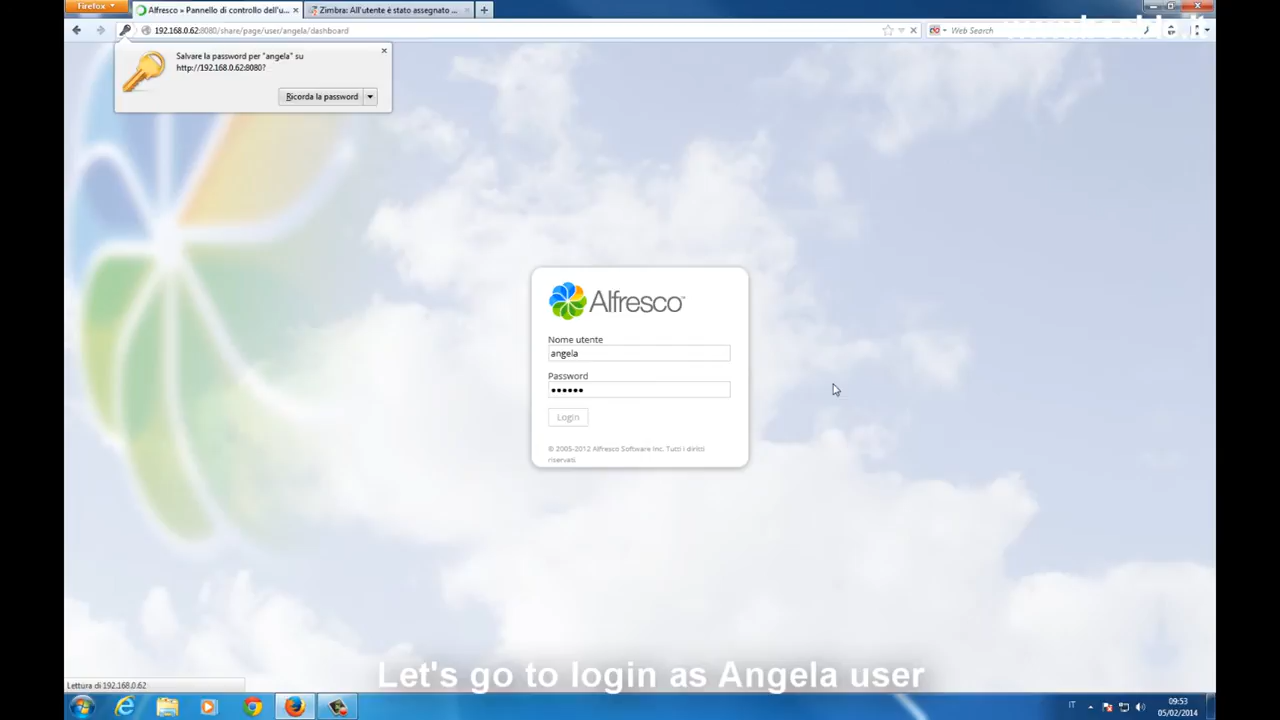 Firefox
Alfresco » Pannello di controllo dell'u...
Zimbra: All'utente è stato assegnato ...
192.168.0.62:8080/share/page/user/angela/dashboard
Web Search
Salvare la password per "angela" su
http://192.168.0.62:8080?
Ricorda la password
Alfresco™
Nome utente
angela
Password
••••••
Login
© 2005-2012 Alfresco Software Inc. Tutti i diritti
riservati.
Let's go to login as Angela user
Lettura di 192.168.0.62
IT
09:53
05/02/2014